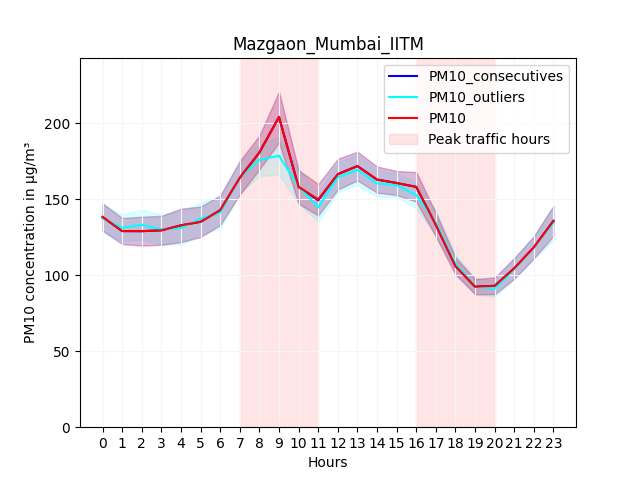 Mazgaon_Mumbai_IITM
PM10_consecutives
PM10_outliers
PM10
Peak traffic hours
PM10 concentration in µg/m³
200
150
100
50
0
0 1 2 3 4 5 6 7 8 9 10 11 12 13 14 15 16 17 18 19 20 21 22 23
Hours